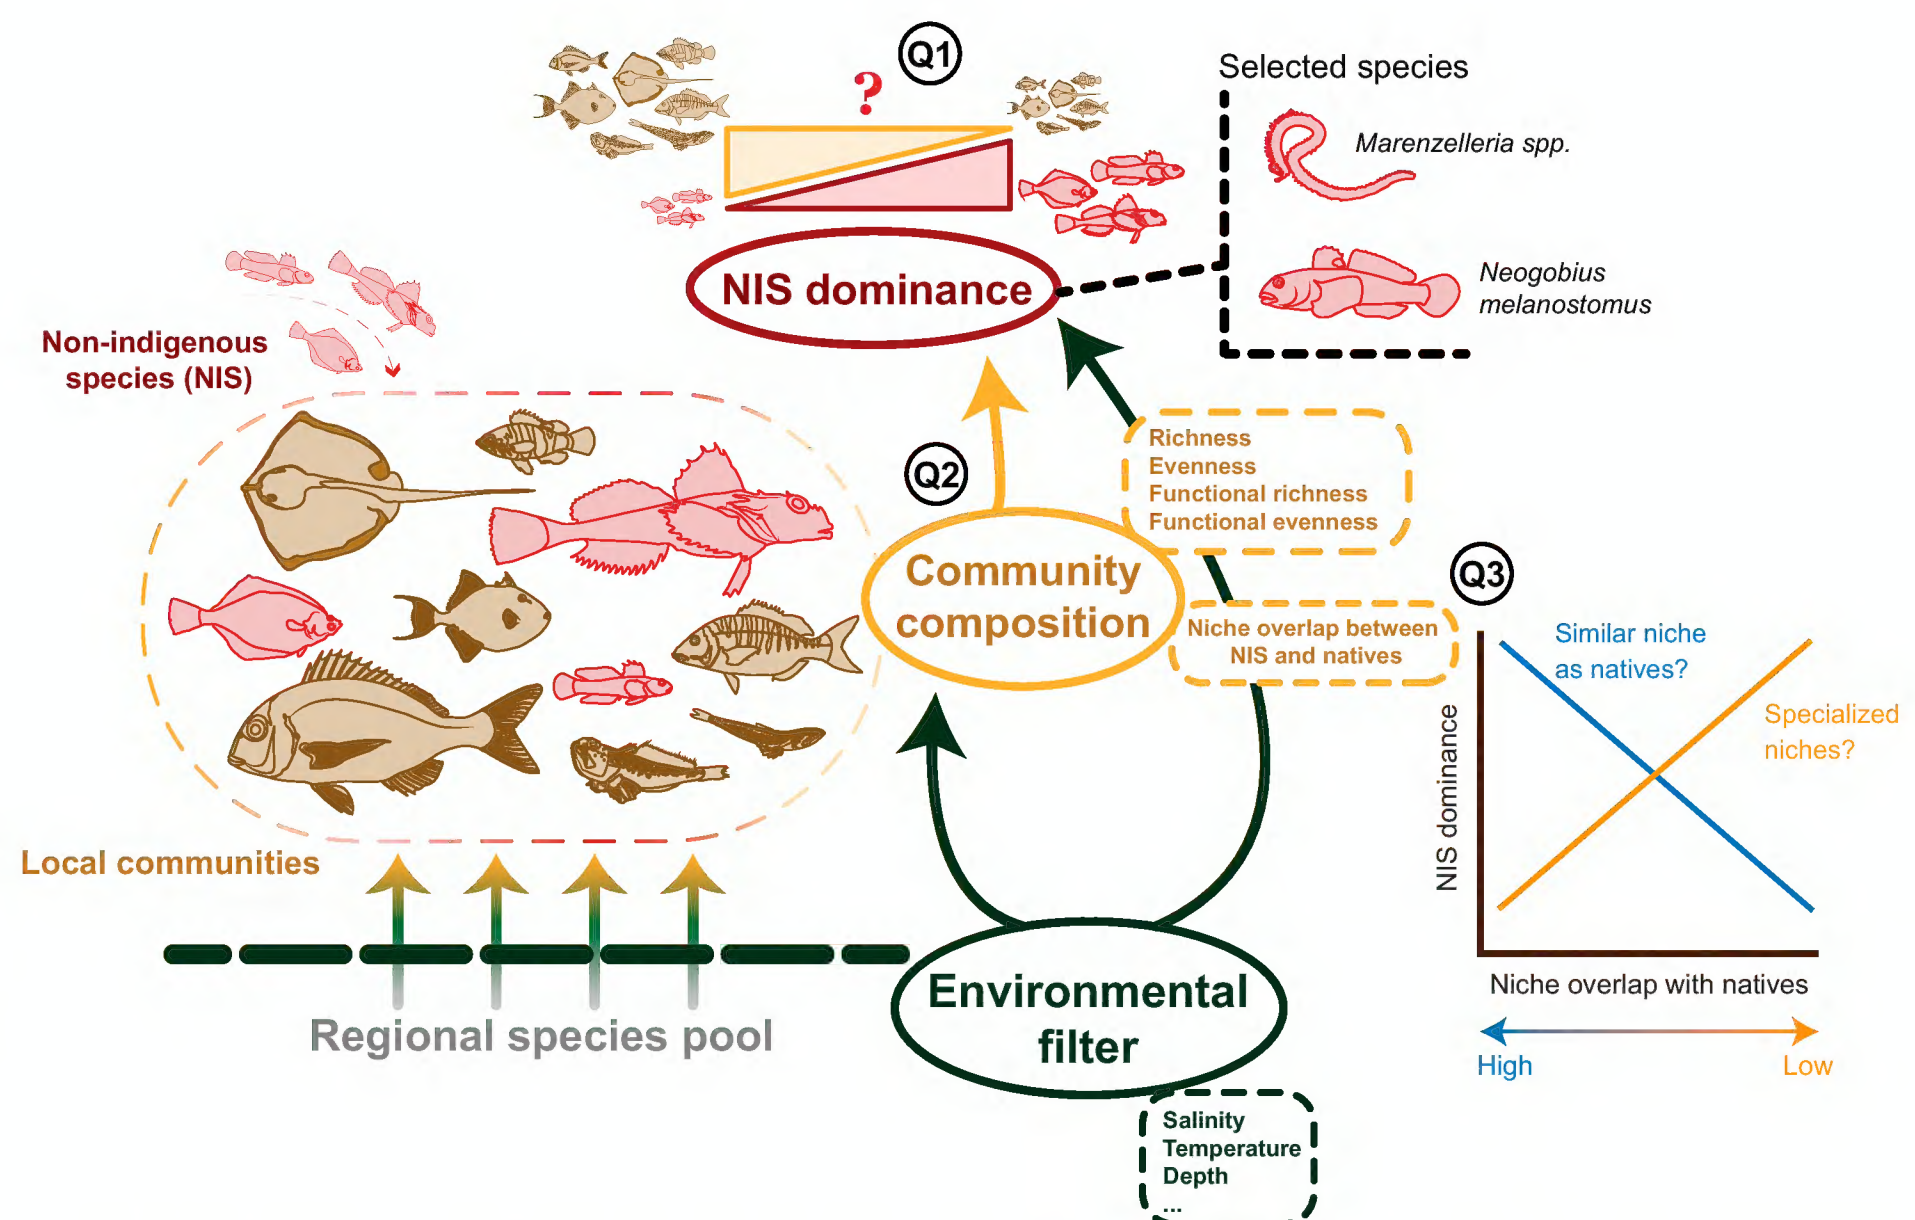 Q1
?
Selected species
Marenzelleria spp.
Neogobius
melanostomus
NIS dominance
Non-indigenous
species (NIS)
Richness
Evenness
Functional richness
Functional evenness
Q2
Community
composition
Niche overlap between
NIS and natives
Q3
Similar niche
as natives?
Specialized
niches?
NIS dominance
Niche overlap with natives
High
Low
Local communities
Regional species pool
Environmental
filter
Salinity
Temperature
Depth
...